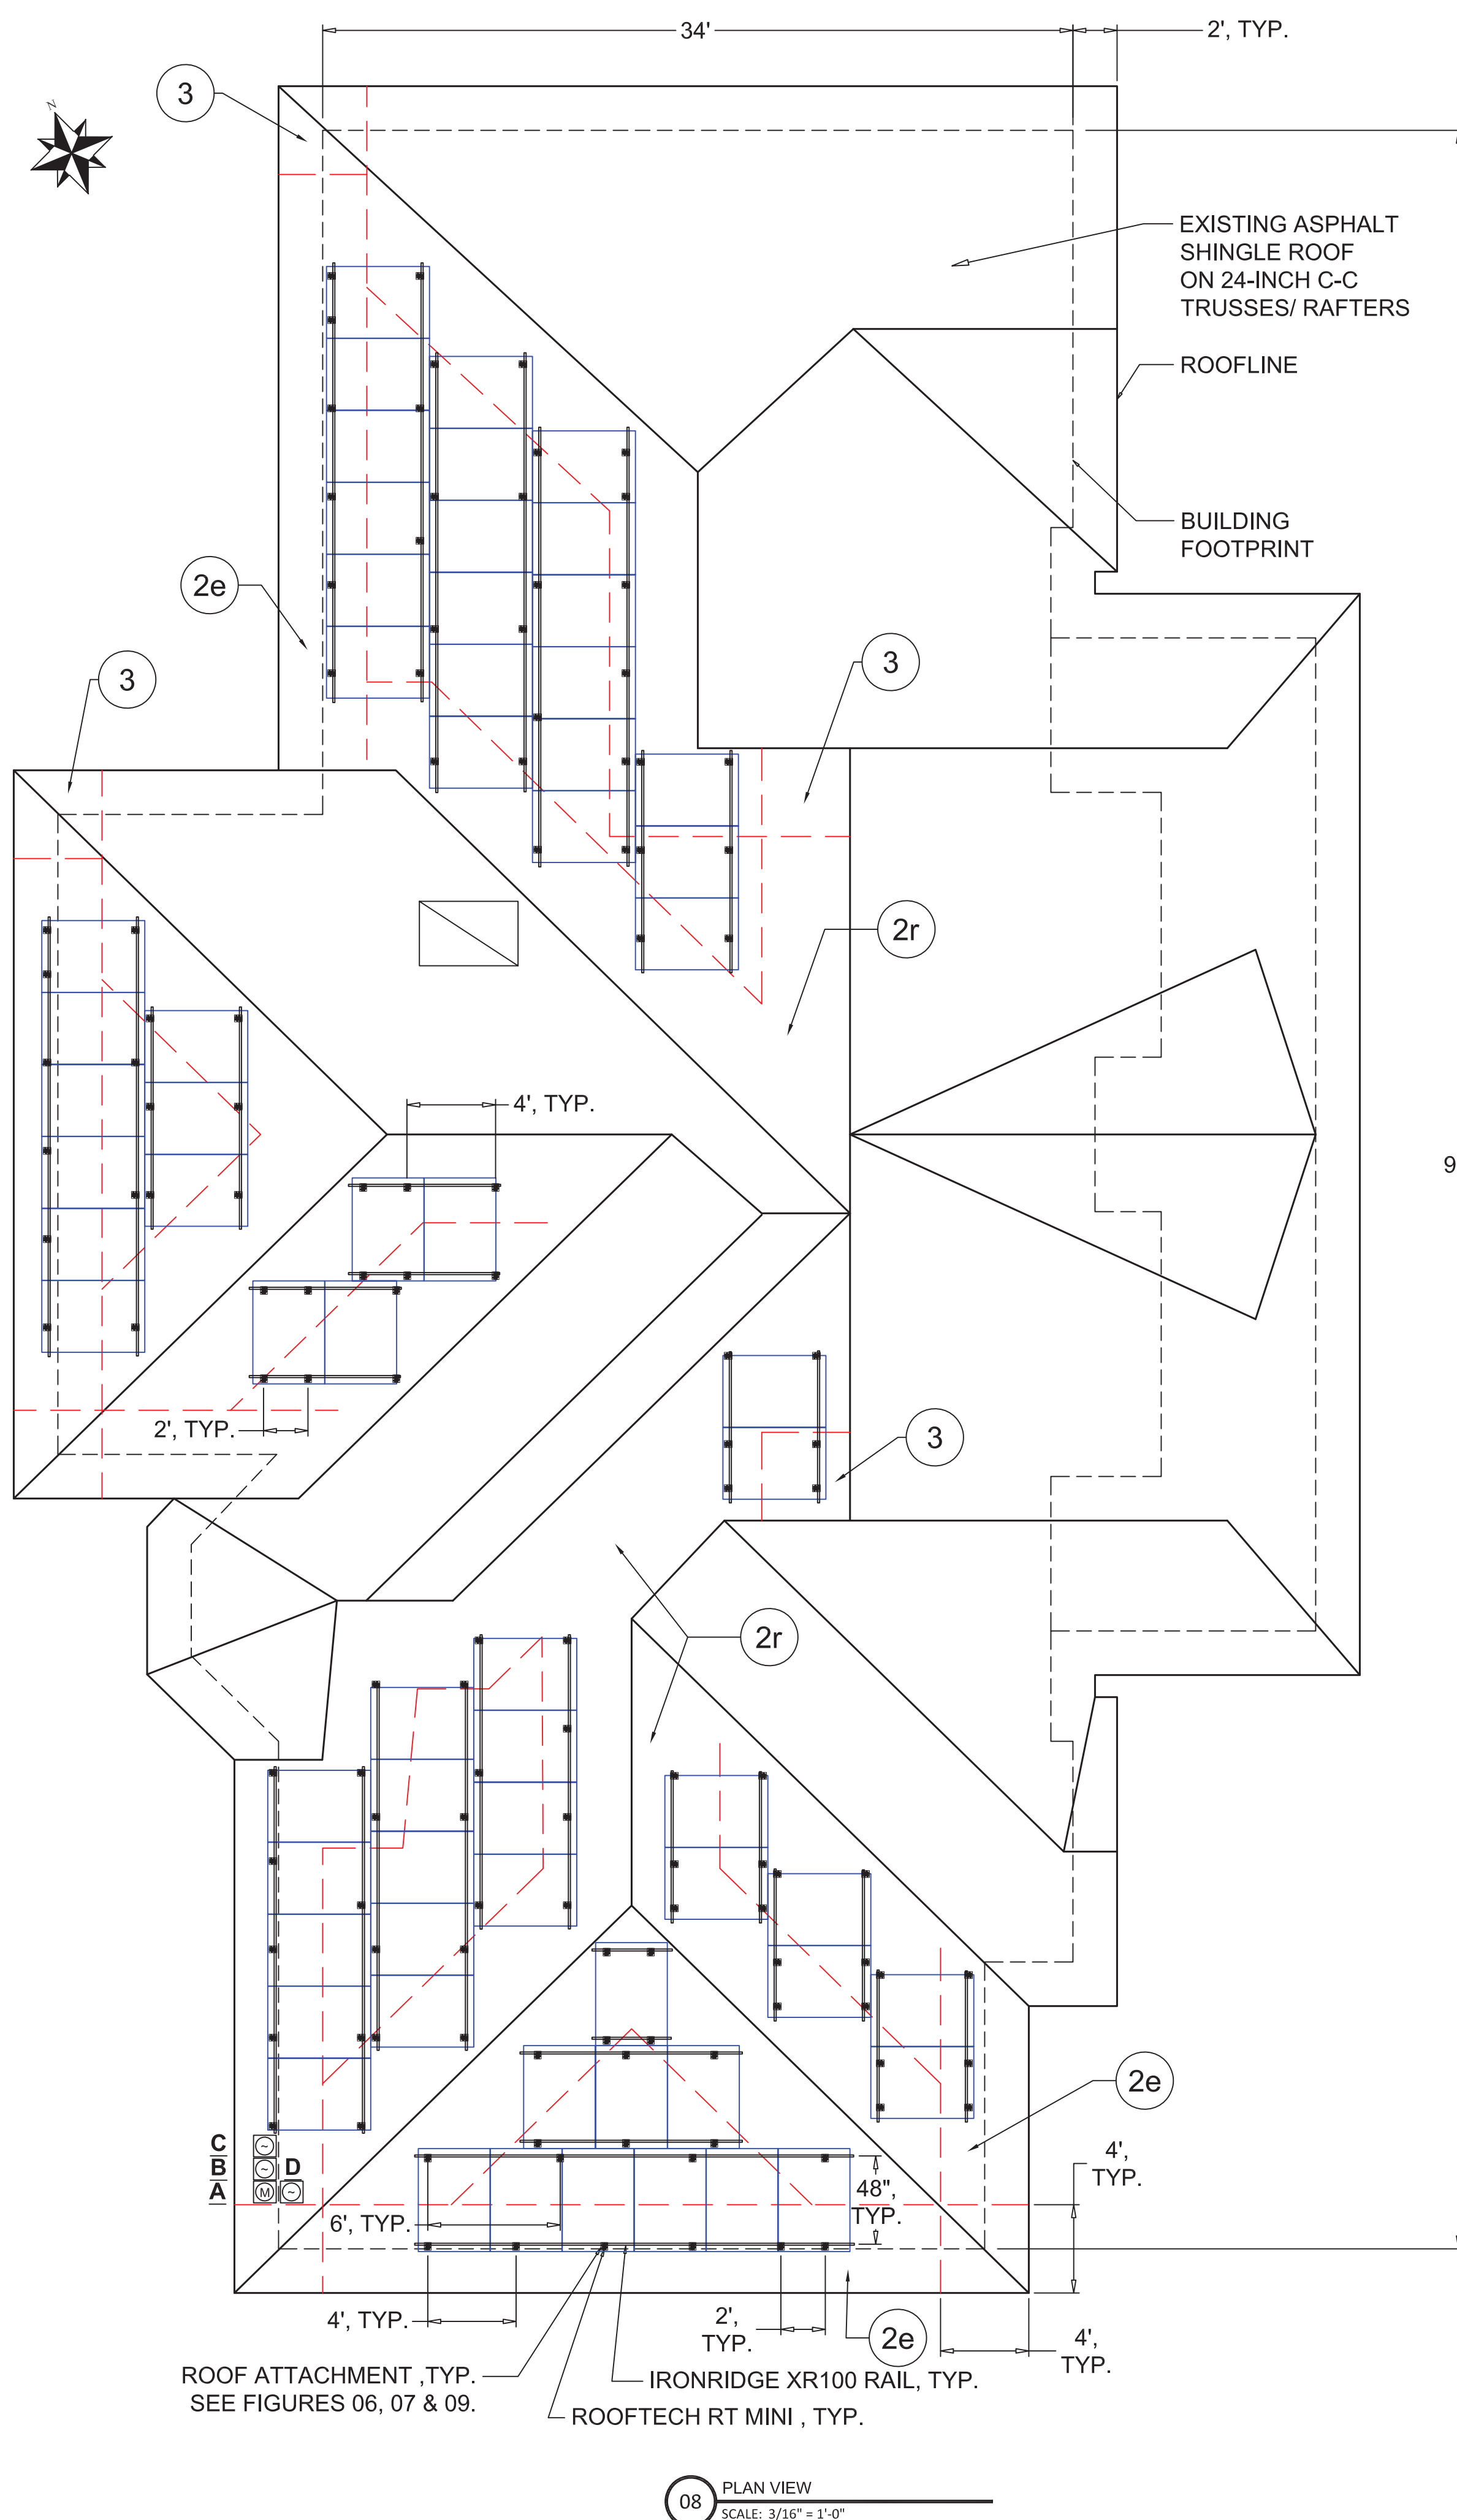 34'
2', TYP.
N
3
EXISTING ASPHALT
SHINGLE ROOF
ON 24-INCH C-C
TRUSSES/ RAFTERS
ROOFLINE
BUILDING
FOOTPRINT
2e
3
3
2r
4', TYP.
9
2', TYP.
3
2r
2e
C
B
D
A
M
~
~
~
48",
TYP.
4',
TYP.
6', TYP.
4', TYP.
2',
TYP.
2e
4',
TYP.
ROOF ATTACHMENT ,TYP.
SEE FIGURES 06, 07 & 09.
IRONRIDGE XR100 RAIL, TYP.
ROOFTECH RT MINI , TYP.
08
PLAN VIEW
SCALE: 3/16" = 1'-0"